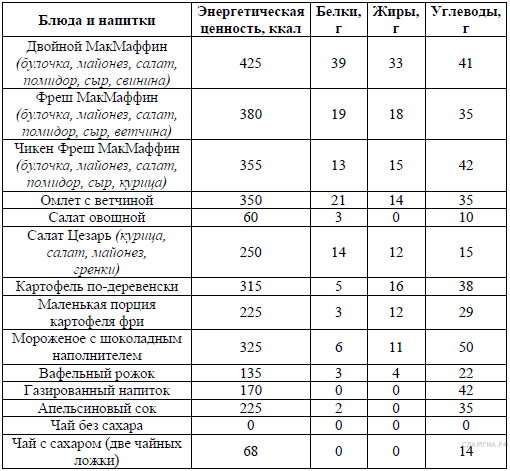 Блюда и напитки Энергетическая ценность, ккал Белки, г Жиры, г Углеводы, г
Двойной МакМаффин
(булочка, майонез, салат,
помидор, сыр, свинина) 425 39 33 41
Фреш МакМаффин
(булочка, майонез, салат,
помидор, сыр, ветчина) 380 19 18 35
Чикен Фреш МакМаффин
(булочка, майонез, салат,
помидор, сыр, курица) 355 13 15 42
Омлет с ветчиной 350 21 14 35
Салат овощной 60 3 0 10
Салат Цезарь (курица,
салат, майонез,
гренки) 250 14 12 15
Картофель по-деревенски 315 5 16 38
Маленькая порция
картофеля фри 225 3 12 29
Мороженое с шоколадным
наполнителем 325 6 11 50
Вафельный рожок 135 3 4 22
Газированный напиток 170 0 0 42
Апельсиновый сок 225 2 0 35
Чай без сахара 0 0 0 0
Чай с сахаром (две чайных
ложки) 68 0 0 14
СДАМГИА.РФ